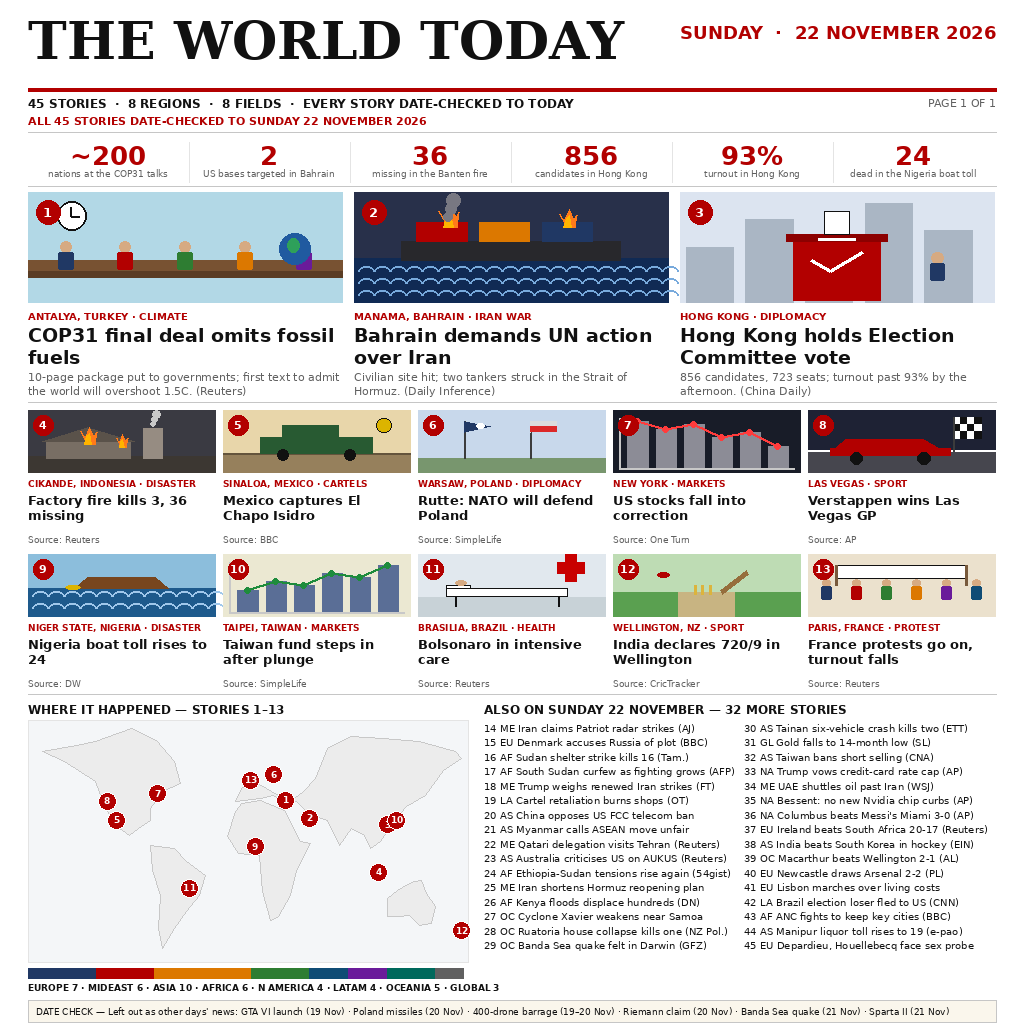 THE WORLD TODAY
SUNDAY · 22 NOVEMBER 2026
45 STORIES · 8 REGIONS · 8 FIELDS · EVERY STORY DATE-CHECKED TO TODAY
PAGE 1 OF 1
ALL 45 STORIES DATE-CHECKED TO SUNDAY 22 NOVEMBER 2026
~200
nations at the COP31 talks
2
US bases targeted in Bahrain
36
missing in the Banten fire
856
candidates in Hong Kong
93%
turnout in Hong Kong
24
dead in the Nigeria boat toll
1
ANTALYA, TURKEY · CLIMATE
COP31 final deal omits fossil
fuels
10-page package put to governments; first text to admit
the world will overshoot 1.5C. (Reuters)
2
MANAMA, BAHRAIN · IRAN WAR
Bahrain demands UN action
over Iran
Civilian site hit; two tankers struck in the Strait of
Hormuz. (Daily Inference)
3
HONG KONG · DIPLOMACY
Hong Kong holds Election
Committee vote
856 candidates, 723 seats; turnout past 93% by the
afternoon. (China Daily)
4
CIKANDE, INDONESIA · DISASTER
Factory fire kills 3, 36
missing
Source: Reuters
5
SINALOA, MEXICO · CARTELS
Mexico captures El
Chapo Isidro
Source: BBC
6
WARSAW, POLAND · DIPLOMACY
Rutte: NATO will defend
Poland
Source: SimpleLife
7
NEW YORK · MARKETS
US stocks fall into
correction
Source: One Tum
8
LAS VEGAS · SPORT
Verstappen wins Las
Vegas GP
Source: AP
9
NIGER STATE, NIGERIA · DISASTER
Nigeria boat toll rises to
24
Source: DW
10
TAIPEI, TAIWAN · MARKETS
Taiwan fund steps in
after plunge
Source: SimpleLife
11
BRASILIA, BRAZIL · HEALTH
Bolsonaro in intensive
care
Source: Reuters
12
WELLINGTON, NZ · SPORT
India declares 720/9 in
Wellington
Source: CricTracker
13
PARIS, FRANCE · PROTEST
France protests go on,
turnout falls
Source: Reuters
WHERE IT HAPPENED — STORIES 1–13
13
6
8
7
1
5
2
3
10
9
4
11
12
EUROPE 7 · MIDEAST 6 · ASIA 10 · AFRICA 6 · N AMERICA 4 · LATAM 4 · OCEANIA 5 · GLOBAL 3
ALSO ON SUNDAY 22 NOVEMBER — 32 MORE STORIES
14 ME Iran claims Patriot radar strikes (AJ)
15 EU Denmark accuses Russia of plot (BBC)
16 AF Sudan shelter strike kills 16 (Tam.)
17 AF South Sudan curfew as fighting grows (AFP)
18 ME Trump weighs renewed Iran strikes (FT)
19 LA Cartel retaliation burns shops (OT)
20 AS China opposes US FCC telecom ban
21 AS Myanmar calls ASEAN move unfair
22 ME Qatari delegation visits Tehran (Reuters)
23 AS Australia criticises US on AUKUS (Reuters)
24 AF Ethiopia-Sudan tensions rise again (54gist)
25 ME Iran shortens Hormuz reopening plan
26 AF Kenya floods displace hundreds (DN)
27 OC Cyclone Xavier weakens near Samoa
28 OC Ruatoria house collapse kills one (NZ Pol.)
29 OC Banda Sea quake felt in Darwin (GFZ)
30 AS Tainan six-vehicle crash kills two (ETT)
31 GL Gold falls to 14-month low (SL)
32 AS Taiwan bans short selling (CNA)
33 NA Trump vows credit-card rate cap (AP)
34 ME UAE shuttles oil past Iran (WSJ)
35 NA Bessent: no new Nvidia chip curbs (AP)
36 NA Columbus beats Messi's Miami 3-0 (AP)
37 EU Ireland beats South Africa 20-17 (Reuters)
38 AS India beats South Korea in hockey (EIN)
39 OC Macarthur beats Wellington 2-1 (AL)
40 EU Newcastle draws Arsenal 2-2 (PL)
41 EU Lisbon marches over living costs
42 LA Brazil election loser fled to US (CNN)
43 AF ANC fights to keep key cities (BBC)
44 AS Manipur liquor toll rises to 19 (e-pao)
45 EU Depardieu, Houellebecq face sex probe
DATE CHECK — Left out as other days' news: GTA VI launch (19 Nov) · Poland missiles (20 Nov) · 400-drone barrage (19–20 Nov) · Riemann claim (20 Nov) · Banda Sea quake (21 Nov) · Sparta II (21 Nov)